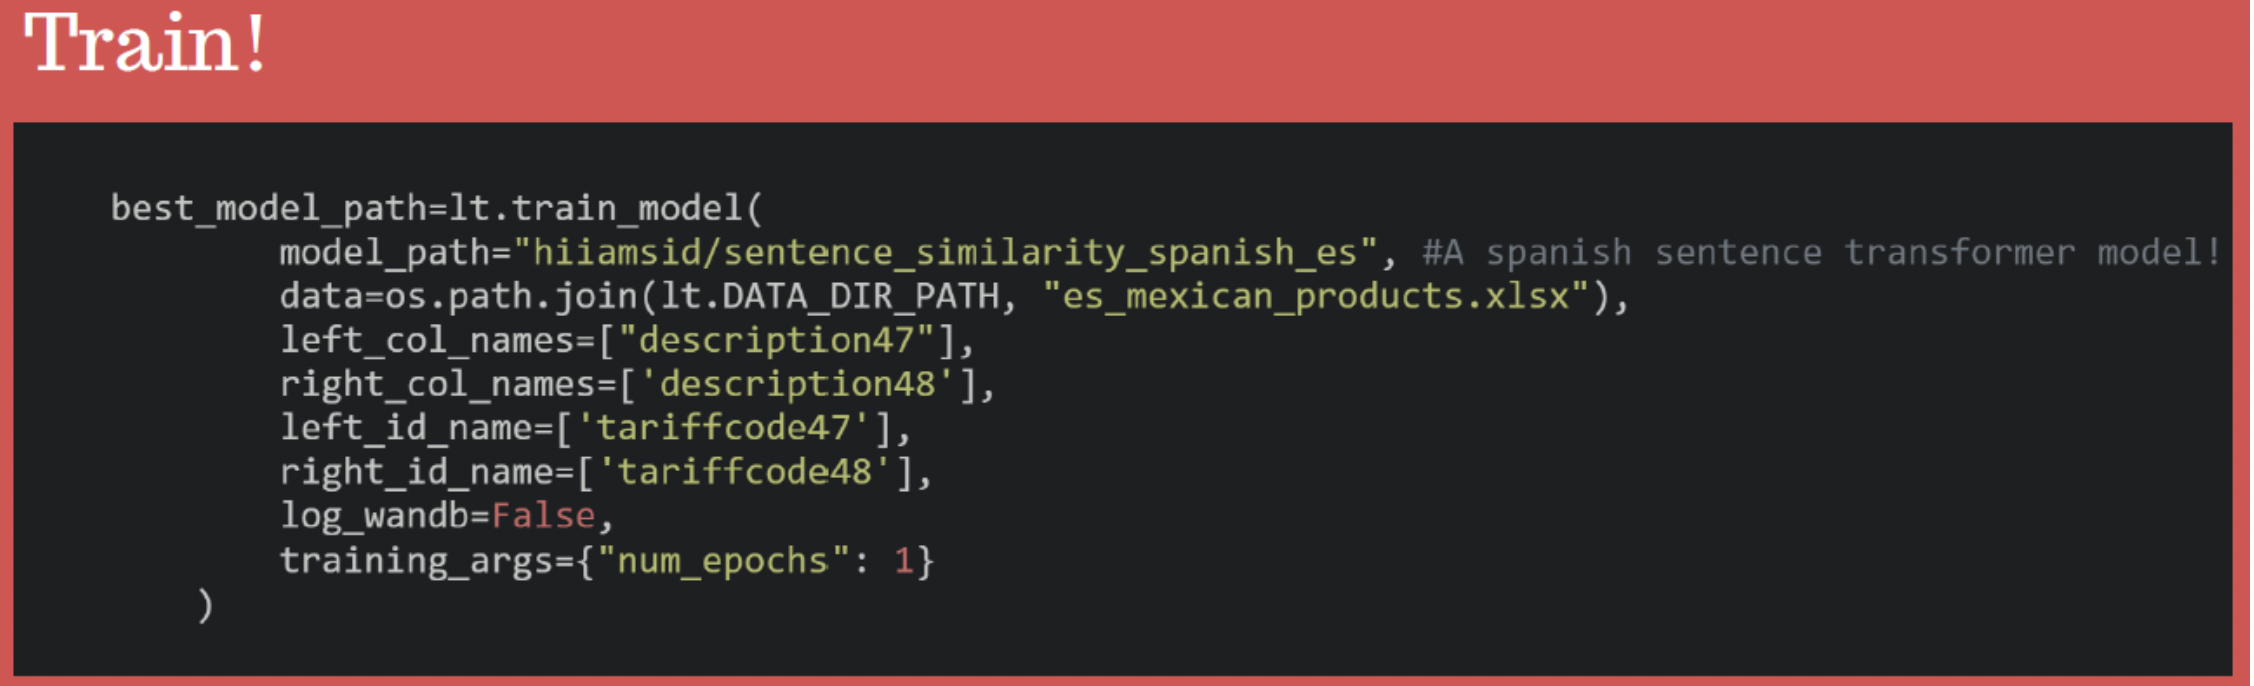 Train!
best_model_path=lt.train_model(
model_path="hiiamsid/sentence_similarity_spanish_es", #A spanish sentence transformer model!
data=os.path.join(lt.DATA_DIR_PATH, "es_mexican_products.xlsx"),
left_col_names=["description47"],
right_col_names=['description48'],
left_id_name=['tariffcode47'],
right_id_name=['tariffcode48'],
log_wandb=False,
training_args={"num_epochs": 1}
)